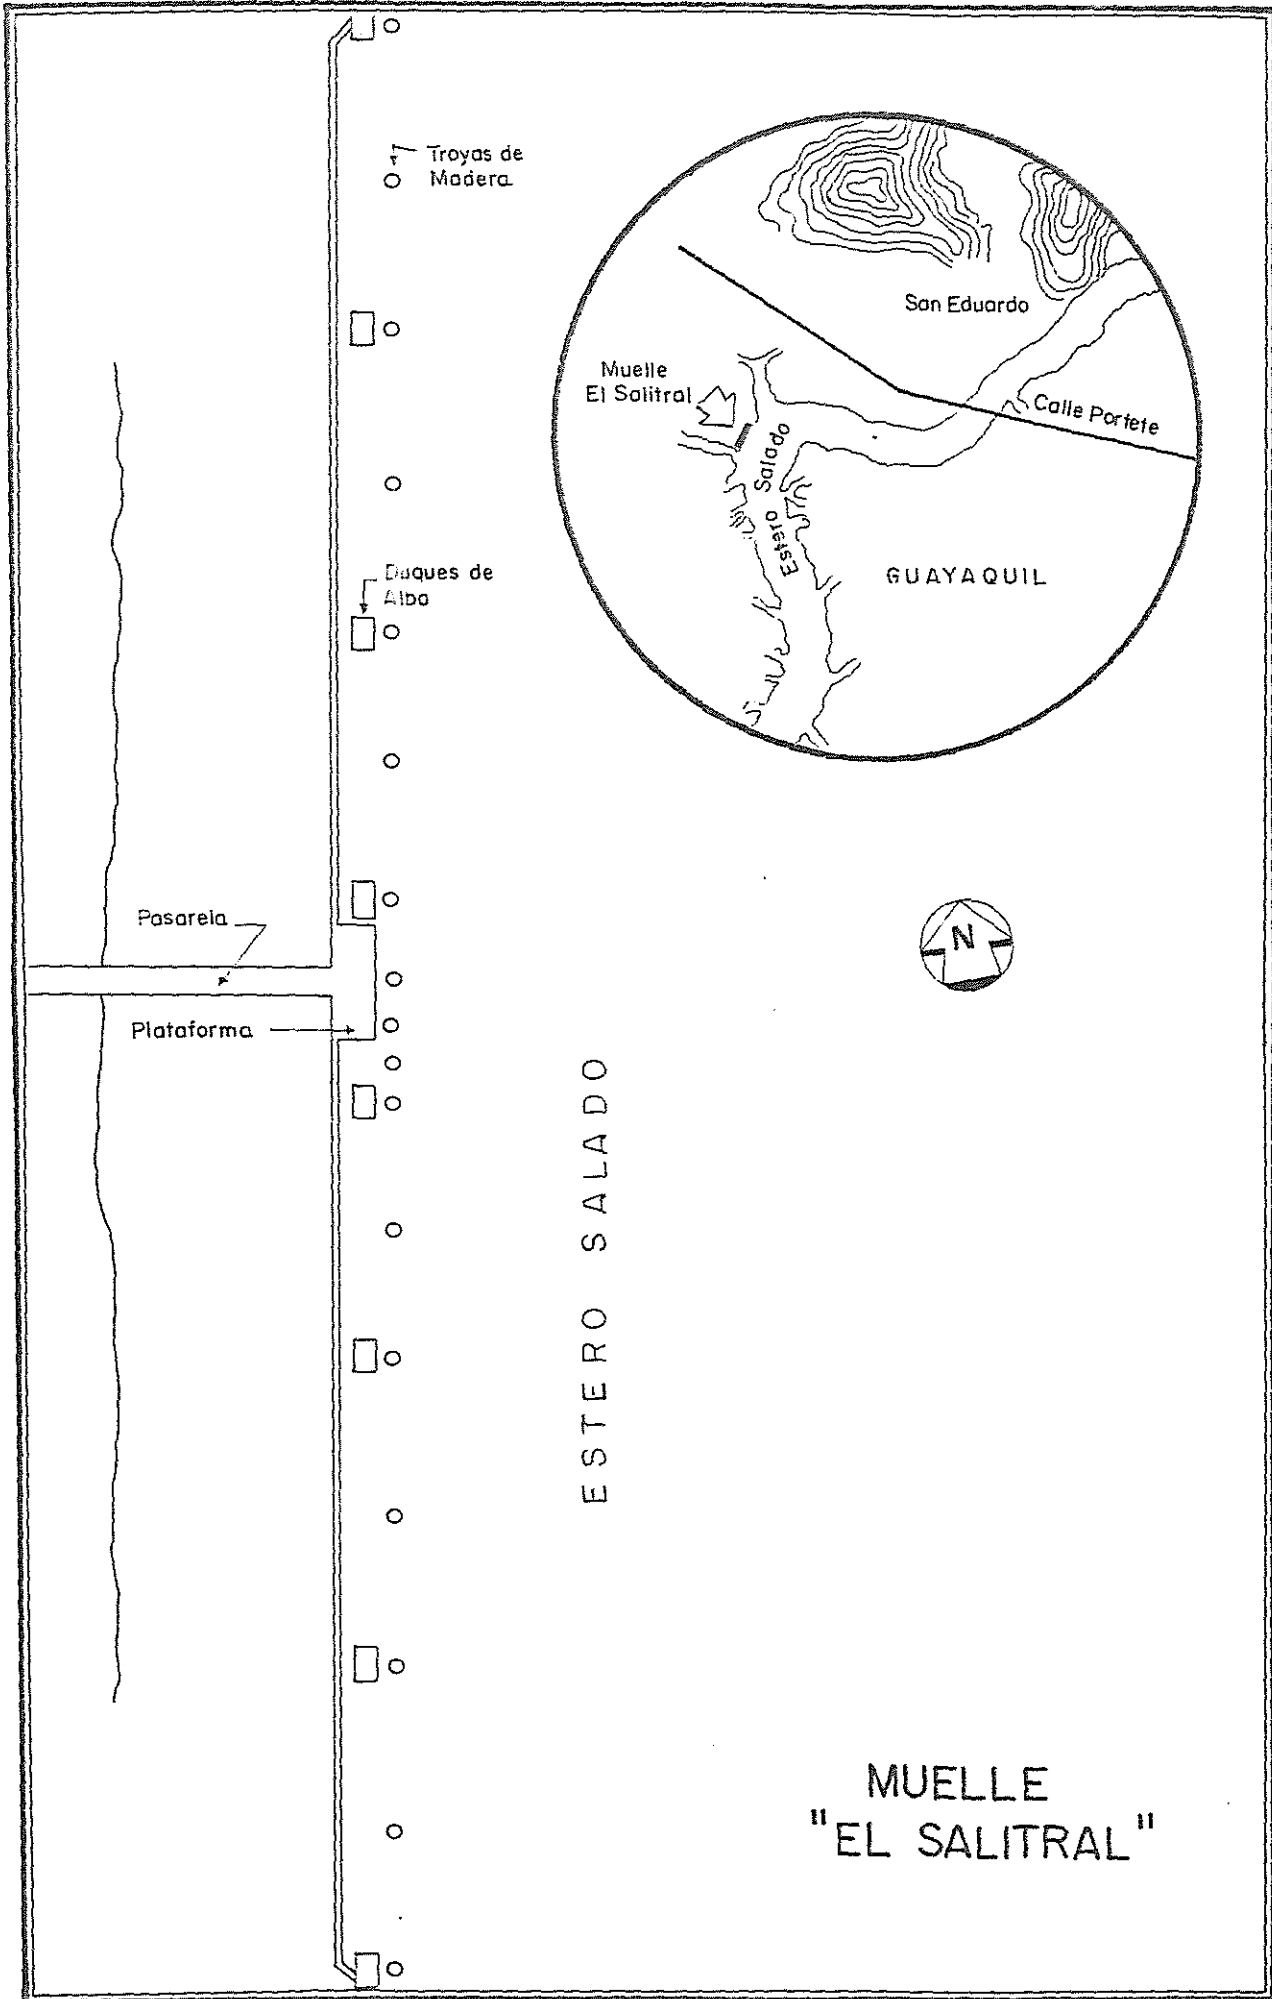 Troyas de
Madera
San Eduardo
Muelle
El Salitral
Calle Portete
Estero Salado
GUAYAQUIL
Duques de
Alba
Pasarela
N
Plataforma
ESTERO SALADO
MUELLE
"EL SALITRAL"